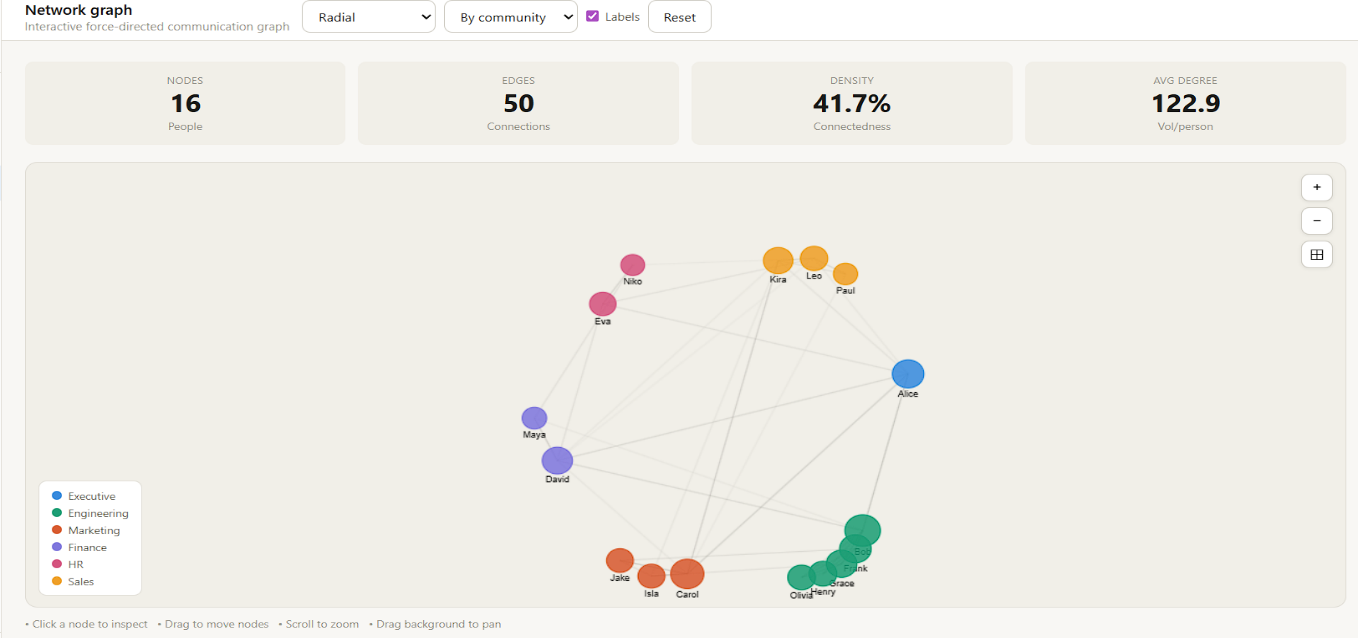 Network graph
Interactive force-directed communication graph
Radial
By community
Labels
Reset
NODES
16
People
EDGES
50
Connections
DENSITY
41.7%
Connectedness
AVG DEGREE
122.9
Vol/person
+
−
Niko
Kira
Leo
Paul
Eva
Alice
Maya
David
Bob
Frank
Grace
Henry
Olivia
Jake
Isla
Carol
Executive
Engineering
Marketing
Finance
HR
Sales
• Click a node to inspect • Drag to move nodes • Scroll to zoom • Drag background to pan